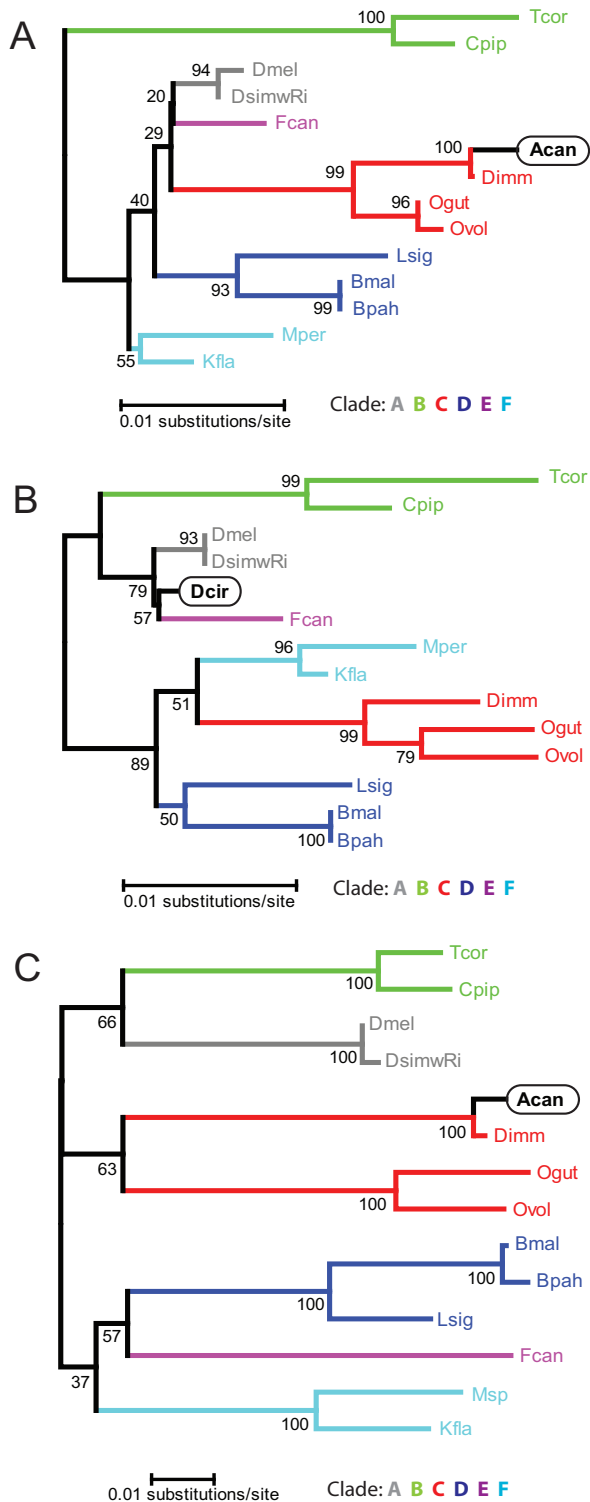 A
100
Tcor
Cpip
94
Dmel
DsimwRi
20
Fcan
29
100
Acan
99
Dimm
96
Ogut
Ovol
40
Lsig
93
Bmal
99
Bpah
Mper
55
Kfla
0.01 substitutions/site
Clade: A B C D E F
B
99
Tcor
Cpip
93
Dmel
DsimwRi
79
Dcir
57
Fcan
96
Mper
Kfla
51
Dimm
99
Ogut
79
Ovol
89
Lsig
50
Bmal
100
Bpah
0.01 substitutions/site
Clade: A B C D E F
C
Tcor
100
Cpip
66
Dmel
100
DsimwRi
Acan
100
Dimm
63
Ogut
100
Ovol
Bmal
100
Bpah
100
Lsig
57
Fcan
37
Msp
100
Kfla
0.01 substitutions/site
Clade: A B C D E F